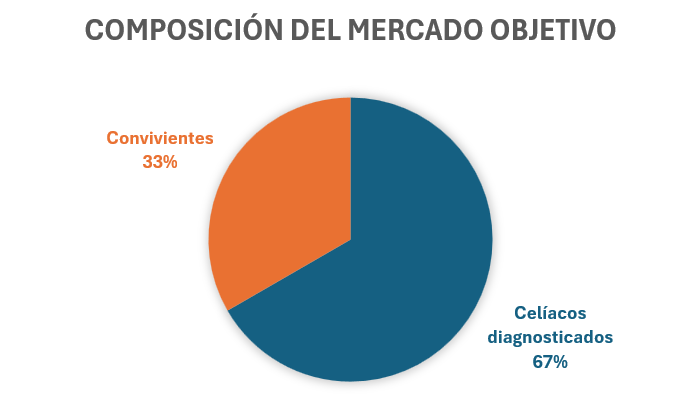 COMPOSICIÓN DEL MERCADO OBJETIVO
Convivientes
33%
Celíacos
diagnosticados
67%